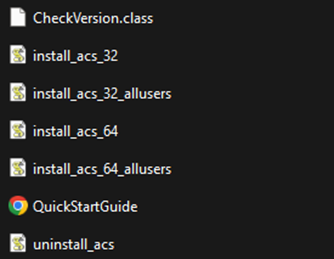 CheckVersion.class
install_acs_32
install_acs_32_allusers
install_acs_64
install_acs_64_allusers
QuickStartGuide
uninstall_acs